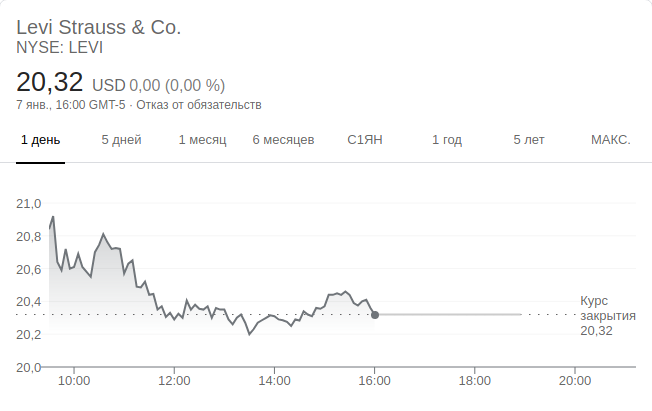 Levi Strauss & Co.
NYSE: LEVI
20,32 USD 0,00 (0,00 %)
7 янв., 16:00 GMT-5 · Отказ от обязательств
1 день 5 дней 1 месяц 6 месяцев С1ЯН 1 год 5 лет МАКС.
21,0
20,8
20,6
20,4
20,2
20,0
Курс
закрытия
20,32
10:00 12:00 14:00 16:00 18:00 20:00